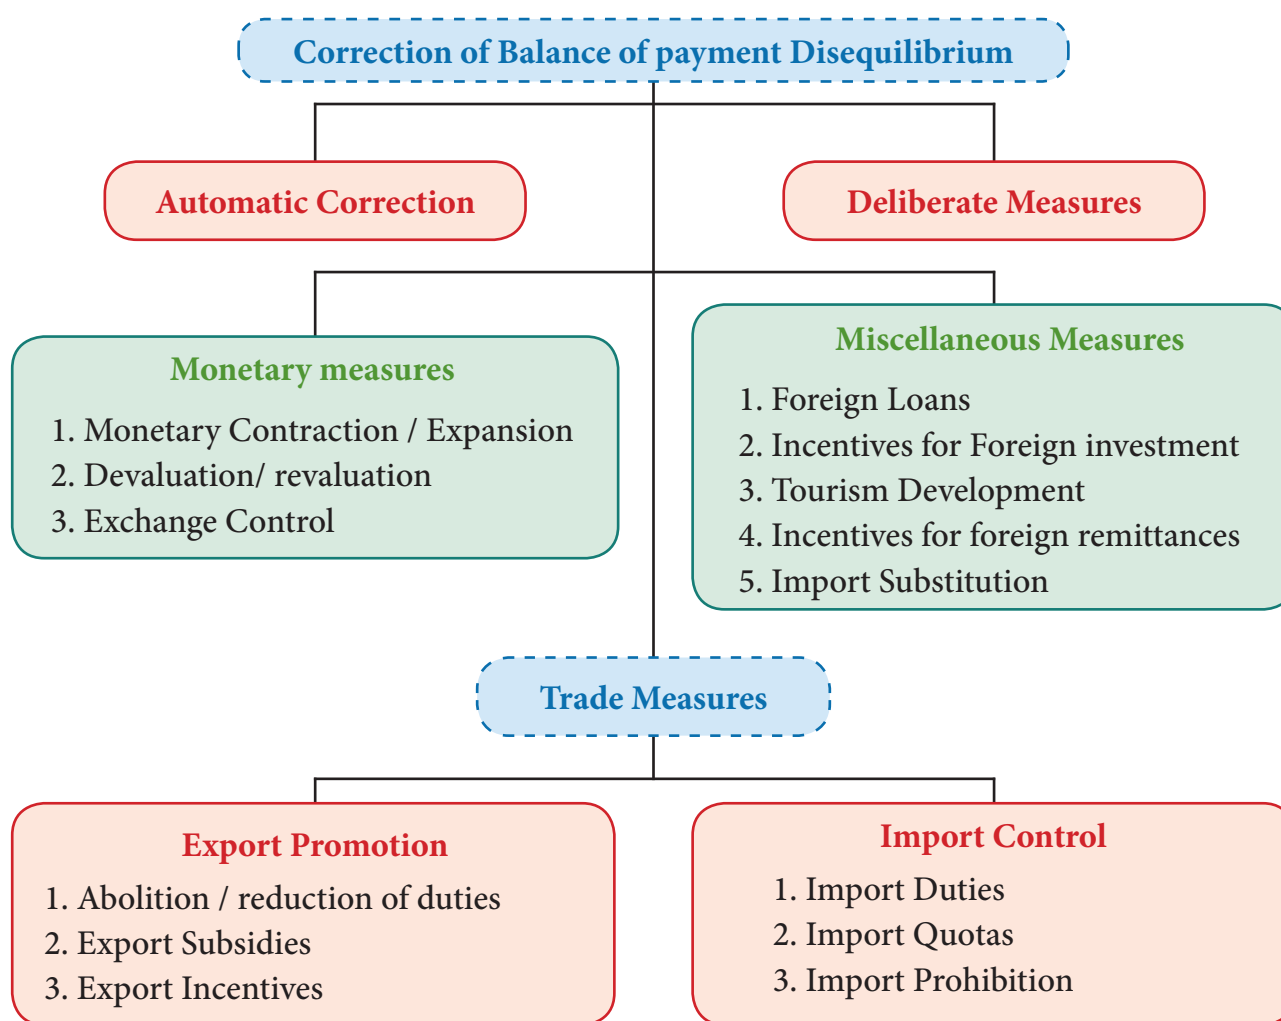 Correction of Balance of payment Disequilibrium
Automatic Correction
Deliberate Measures
Monetary measures
1. Monetary Contraction / Expansion
2. Devaluation/ revaluation
3. Exchange Control
Miscellaneous Measures
1. Foreign Loans
2. Incentives for Foreign investment
3. Tourism Development
4. Incentives for foreign remittances
5. Import Substitution
Trade Measures
Export Promotion
1. Abolition / reduction of duties
2. Export Subsidies
3. Export Incentives
Import Control
1. Import Duties
2. Import Quotas
3. Import Prohibition